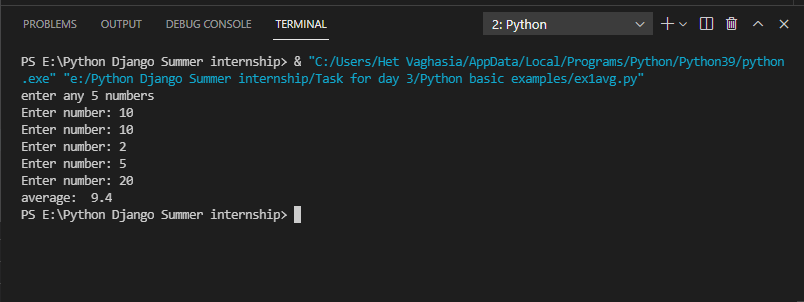 PROBLEMS OUTPUT DEBUG CONSOLE TERMINAL 2: Python
PS E:\Python Django Summer internship> & "C:/Users/Het Vaghasia/AppData/Local/Programs/Python/Python39/python
.exe" "e:/Python Django Summer internship/Task for day 3/Python basic examples/ex1avg.py"
enter any 5 numbers
Enter number: 10
Enter number: 10
Enter number: 2
Enter number: 5
Enter number: 20
average:  9.4
PS E:\Python Django Summer internship>